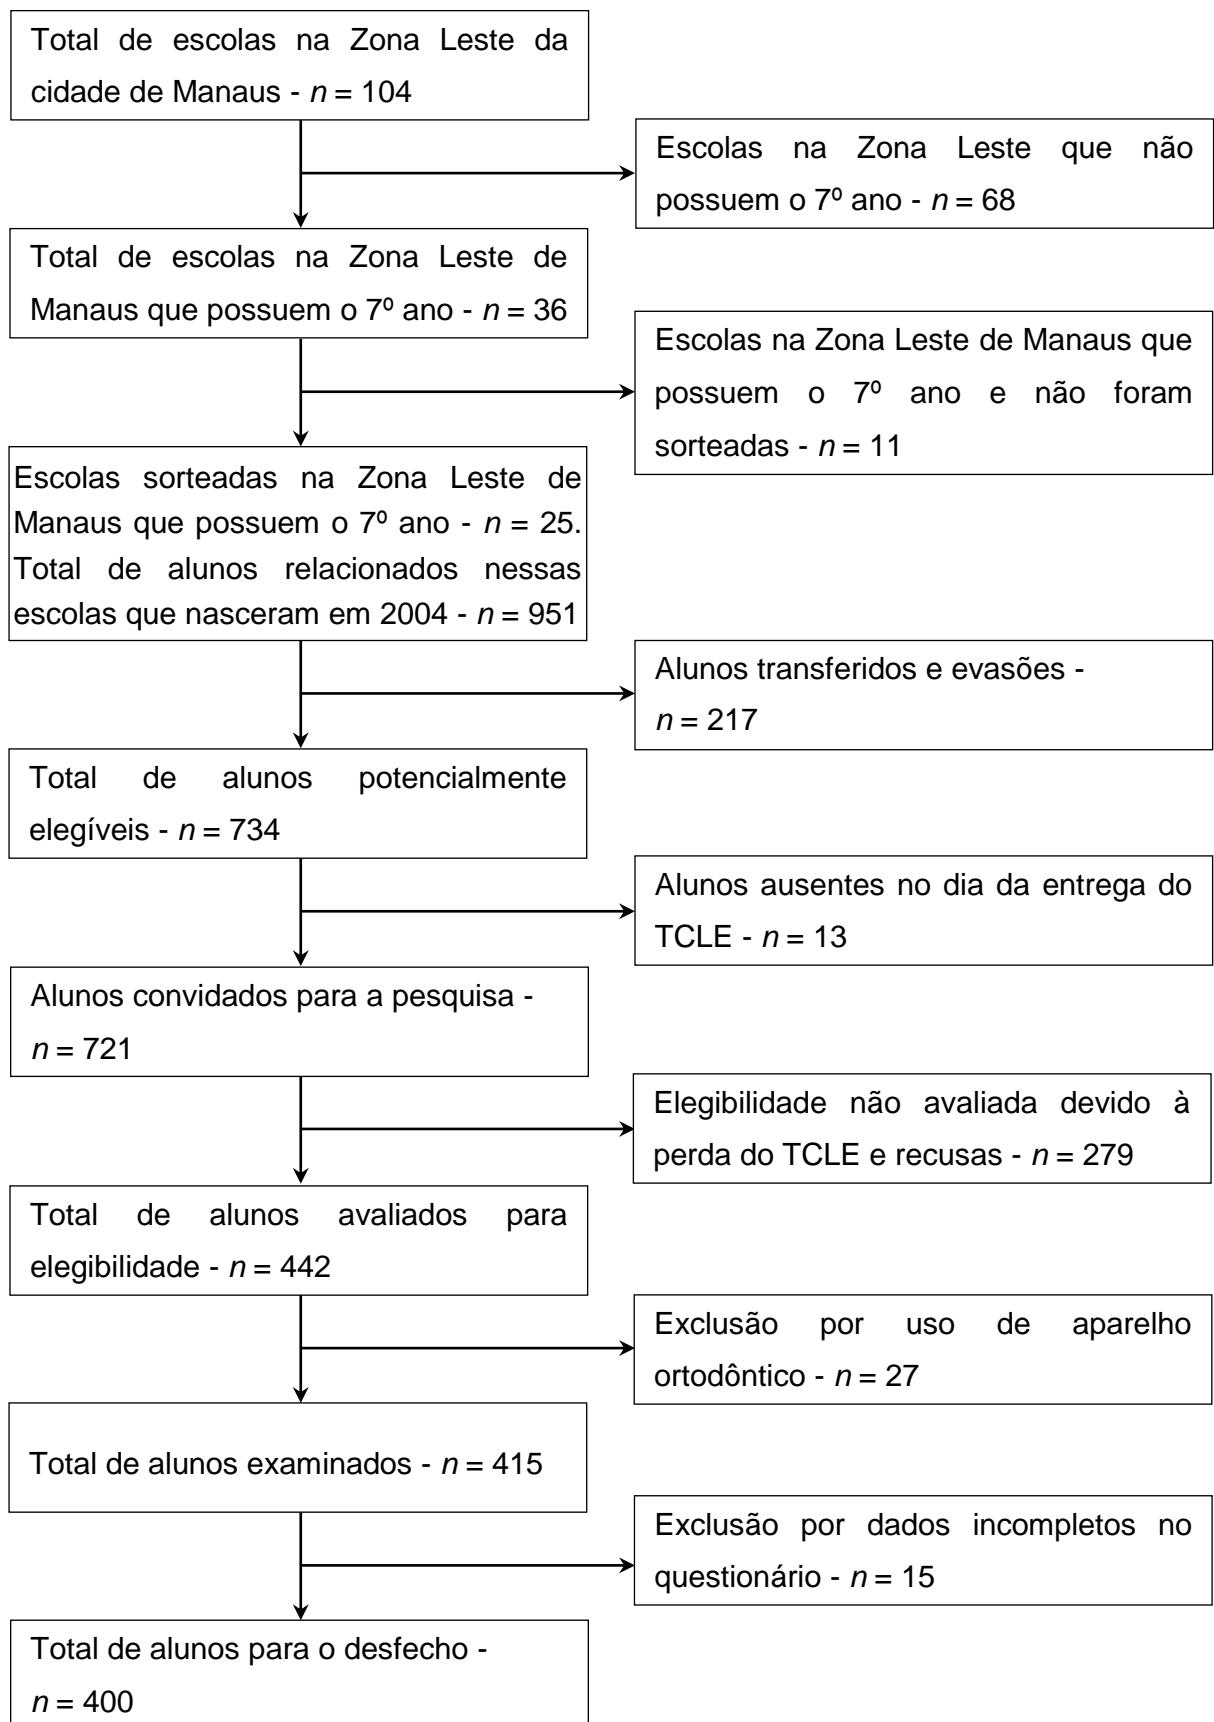 Total de escolas na Zona Leste da
cidade de Manaus - n = 104
Escolas na Zona Leste que não
possuem o 7º ano - n = 68
Total de escolas na Zona Leste de
Manaus que possuem o 7º ano - n = 36
Escolas na Zona Leste de Manaus que
possuem o 7º ano e não foram
sorteadas - n = 11
Escolas sorteadas na Zona Leste de
Manaus que possuem o 7º ano - n = 25.
Total de alunos relacionados nessas
escolas que nasceram em 2004 - n = 951
Alunos transferidos e evasões -
n = 217
Total de alunos potencialmente
elegíveis - n = 734
Alunos ausentes no dia da entrega do
TCLE - n = 13
Alunos convidados para a pesquisa -
n = 721
Elegibilidade não avaliada devido à
perda do TCLE e recusas - n = 279
Total de alunos avaliados para
elegibilidade - n = 442
Exclusão por uso de aparelho
ortodôntico - n = 27
Total de alunos examinados - n = 415
Exclusão por dados incompletos no
questionário - n = 15
Total de alunos para o desfecho -
n = 400